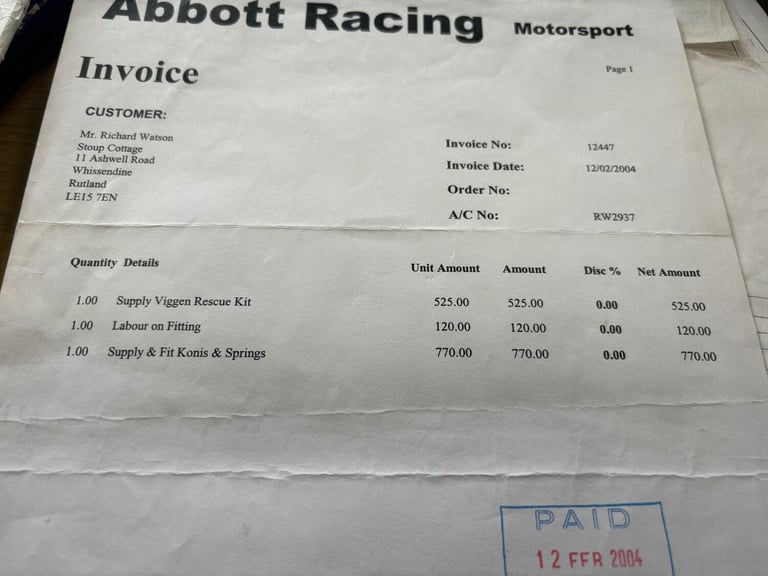 Abbott Racing Motorsport
Invoice
Page 1
CUSTOMER:
Mr. Richard Watson
Stoup Cottage
11 Ashwell Road
Whissendine
Rutland
LE15 7EN
Invoice No: 12447
Invoice Date: 12/02/2004
Order No:
A/C No: RW2937
Quantity Details Unit Amount Amount Disc % Net Amount
1.00 Supply Viggen Rescue Kit 525.00 525.00 0.00 525.00
1.00 Labour on Fitting 120.00 120.00 0.00 120.00
1.00 Supply & Fit Konis & Springs 770.00 770.00 0.00 770.00
PAID
12 FEB 2004